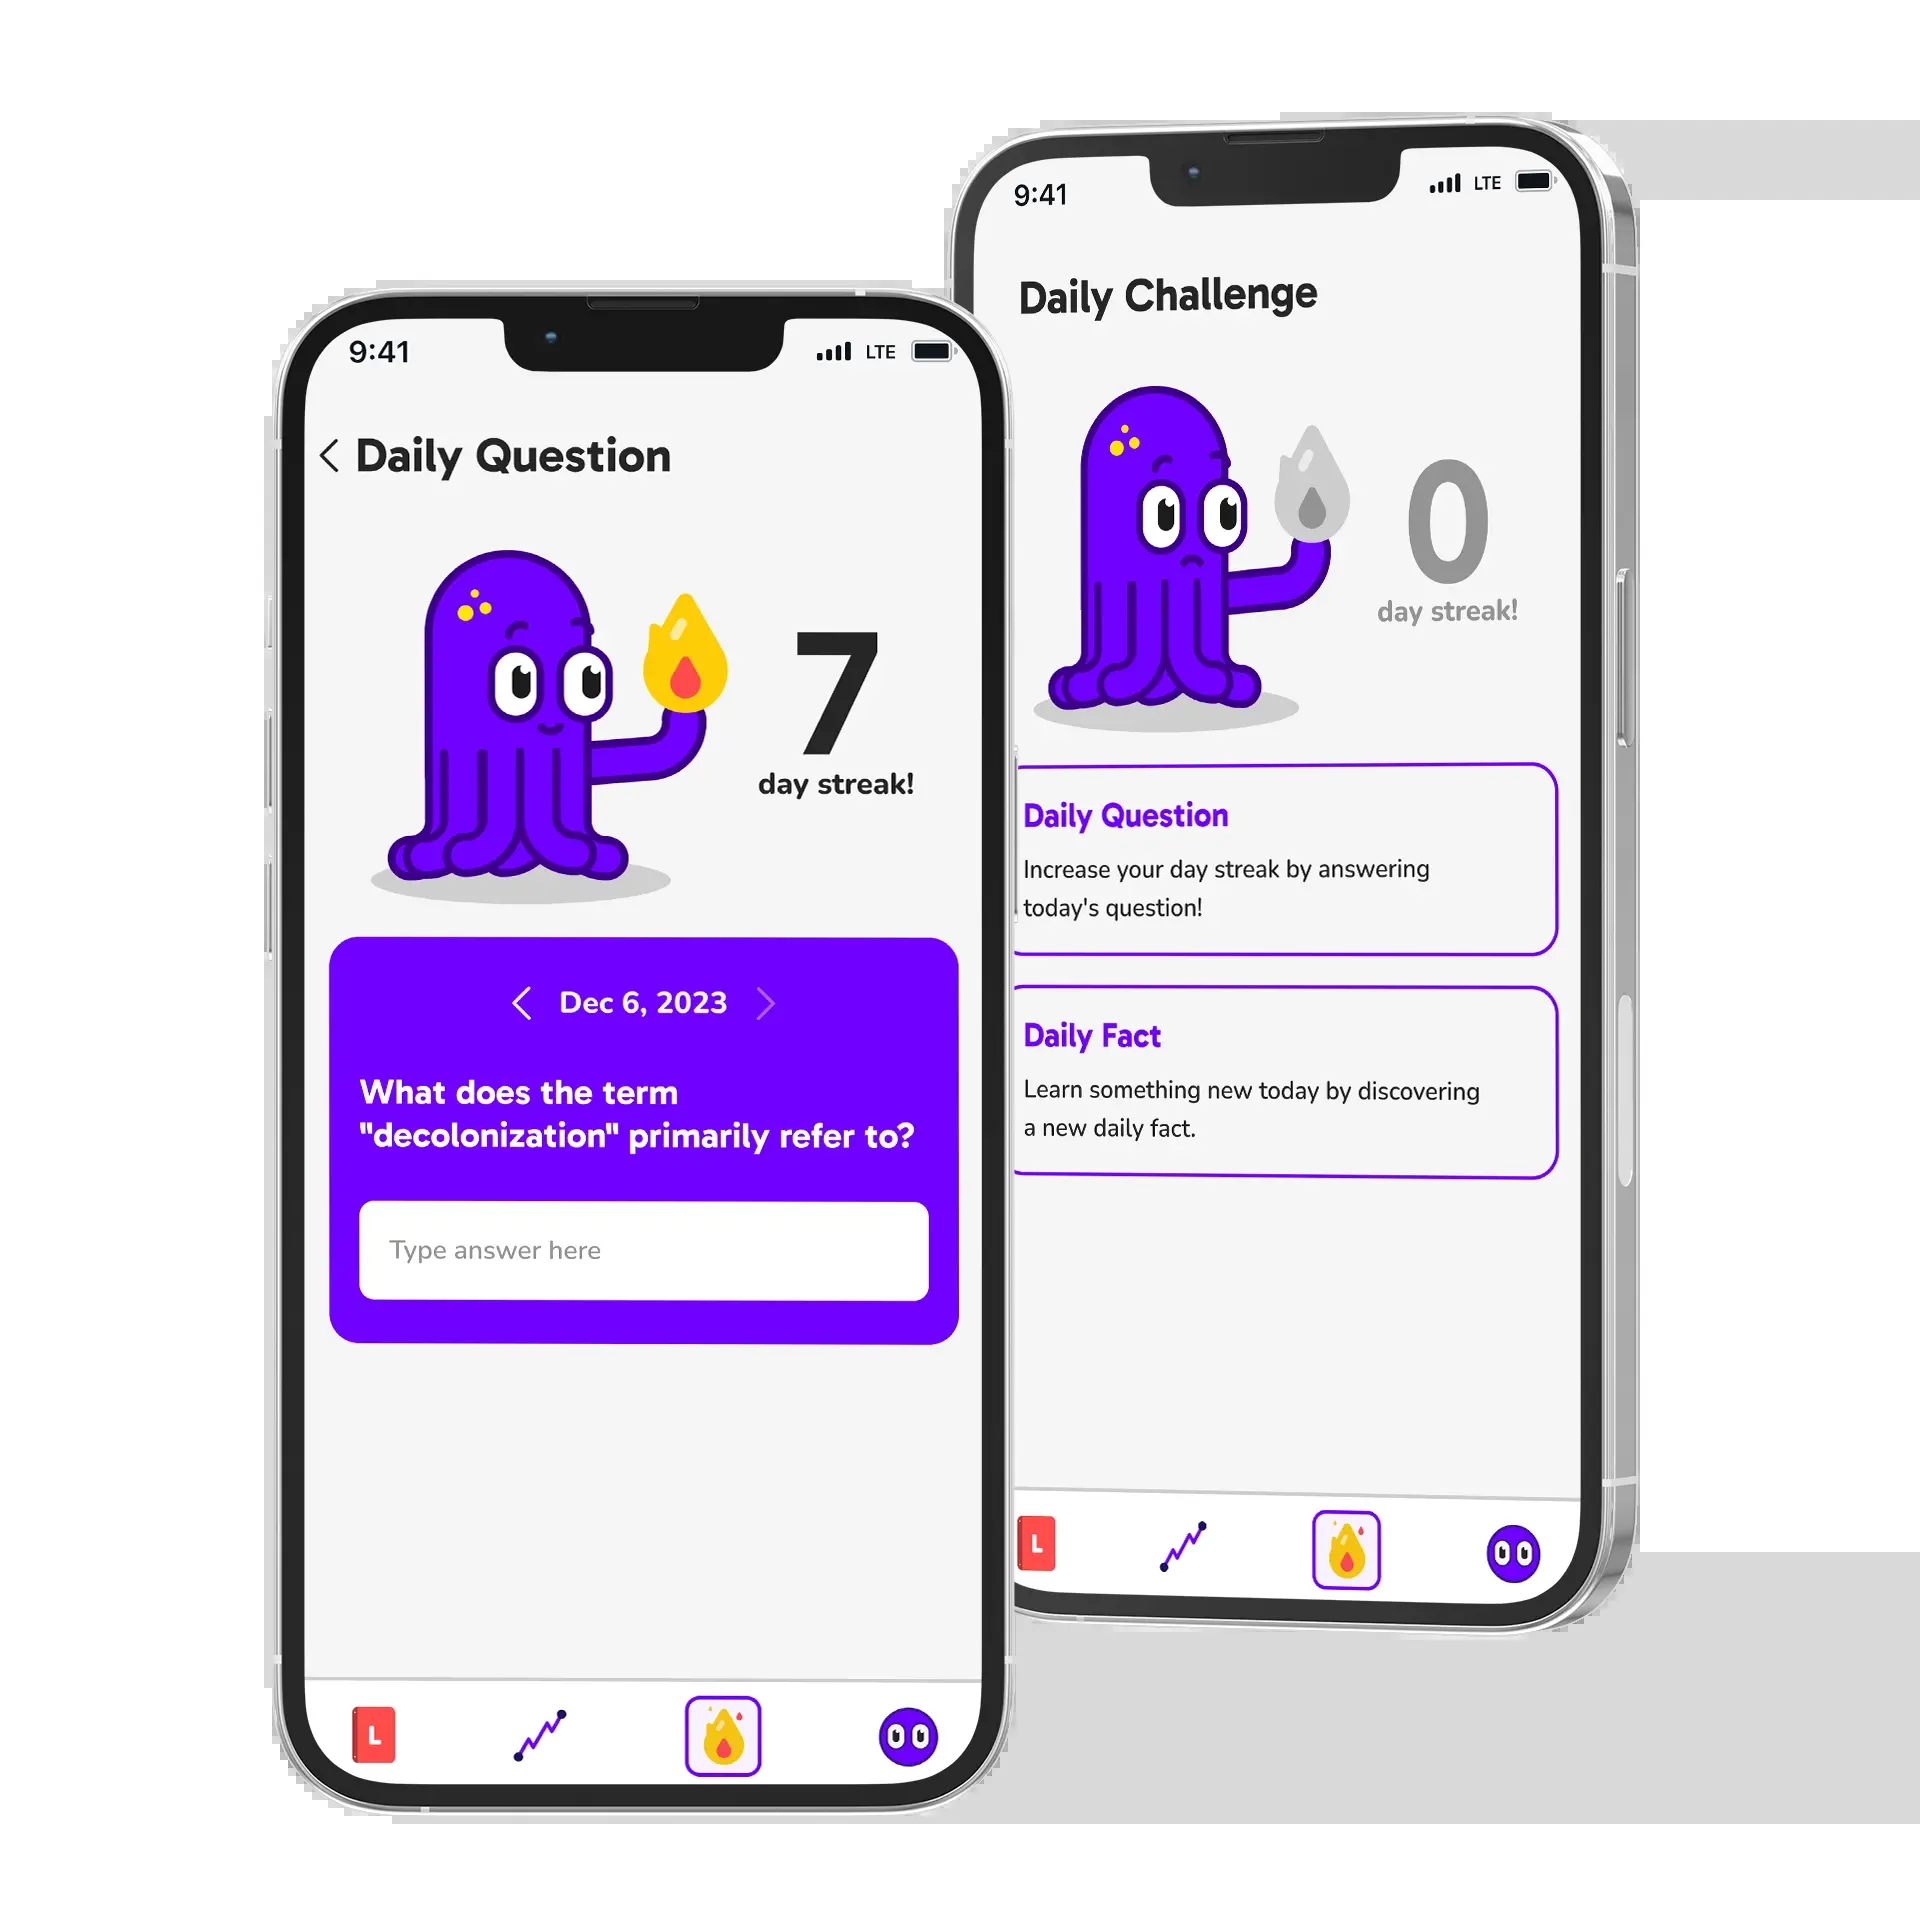 9:41
LTE
Daily Question
7
day streak!
Dec 6, 2023
What does the term
"decolonization" primarily refer to?
Type answer here
L
9:41
LTE
Daily Challenge
0
day streak!
Daily Question
Increase your day streak by answering
today's question!
Daily Fact
Learn something new today by discovering
a new daily fact.
L